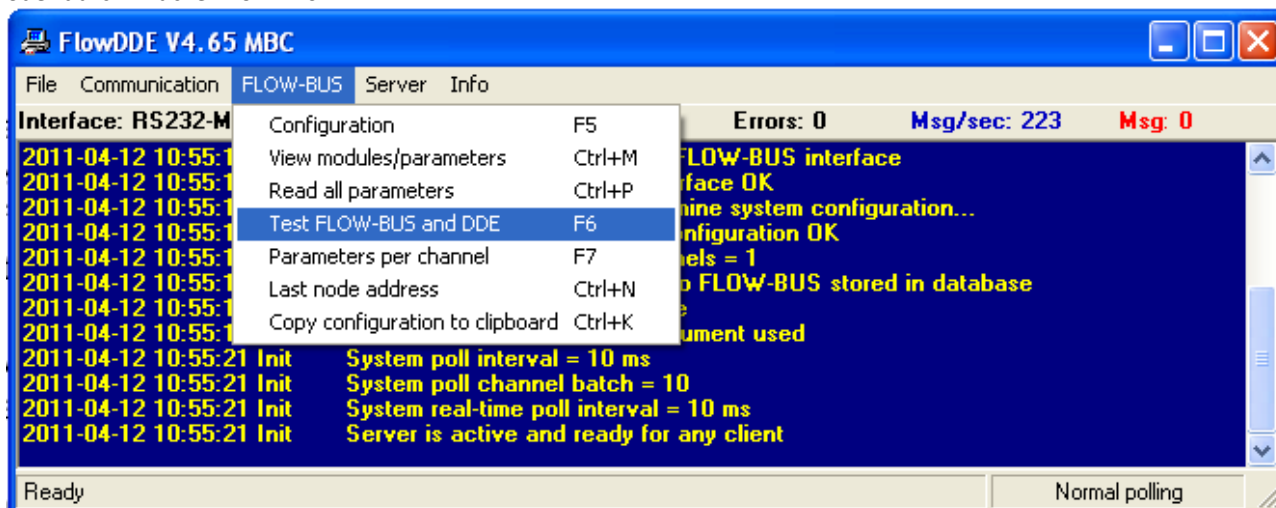 FlowDDE V4.65 MBC
File Communication FLOW-BUS Server Info
Interface: RS232-M Errors: 0 Msg/sec: 223 Msg: 0
Configuration F5
View modules/parameters Ctrl+M
Read all parameters Ctrl+P
Test FLOW-BUS and DDE F6
Parameters per channel F7
Last node address Ctrl+N
Copy configuration to clipboard Ctrl+K
2011-04-12 10:55:1 FLOW-BUS interface
2011-04-12 10:55:1 rface OK
2011-04-12 10:55:1 mine system configuration...
2011-04-12 10:55:1 nfiguration OK
2011-04-12 10:55:1 nels = 1
2011-04-12 10:55:1 o FLOW-BUS stored in database
2011-04-12 10:55:1
2011-04-12 10:55:1 ument used
2011-04-12 10:55:21 Init System poll interval = 10 ms
2011-04-12 10:55:21 Init System poll channel batch = 10
2011-04-12 10:55:21 Init System real-time poll interval = 10 ms
2011-04-12 10:55:21 Init Server is active and ready for any client
Ready Normal polling